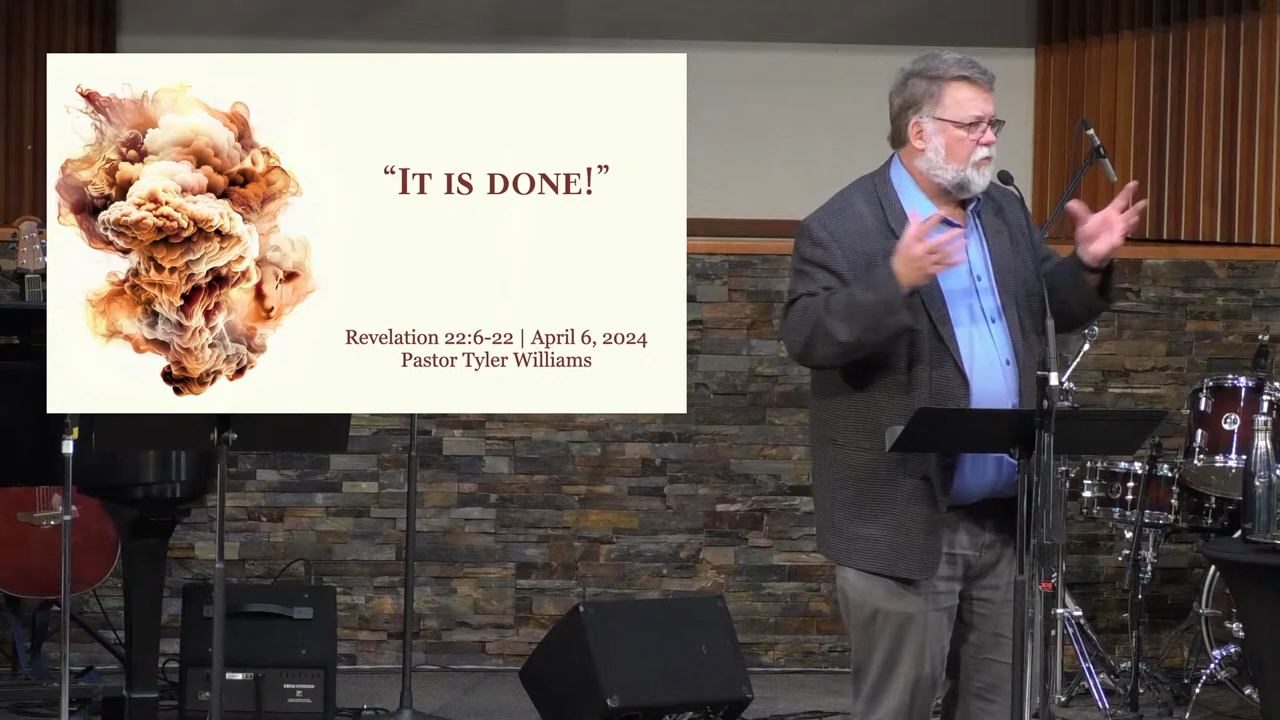 “IT IS DONE!”
Revelation 22:6-22 | April 6, 2024
Pastor Tyler Williams